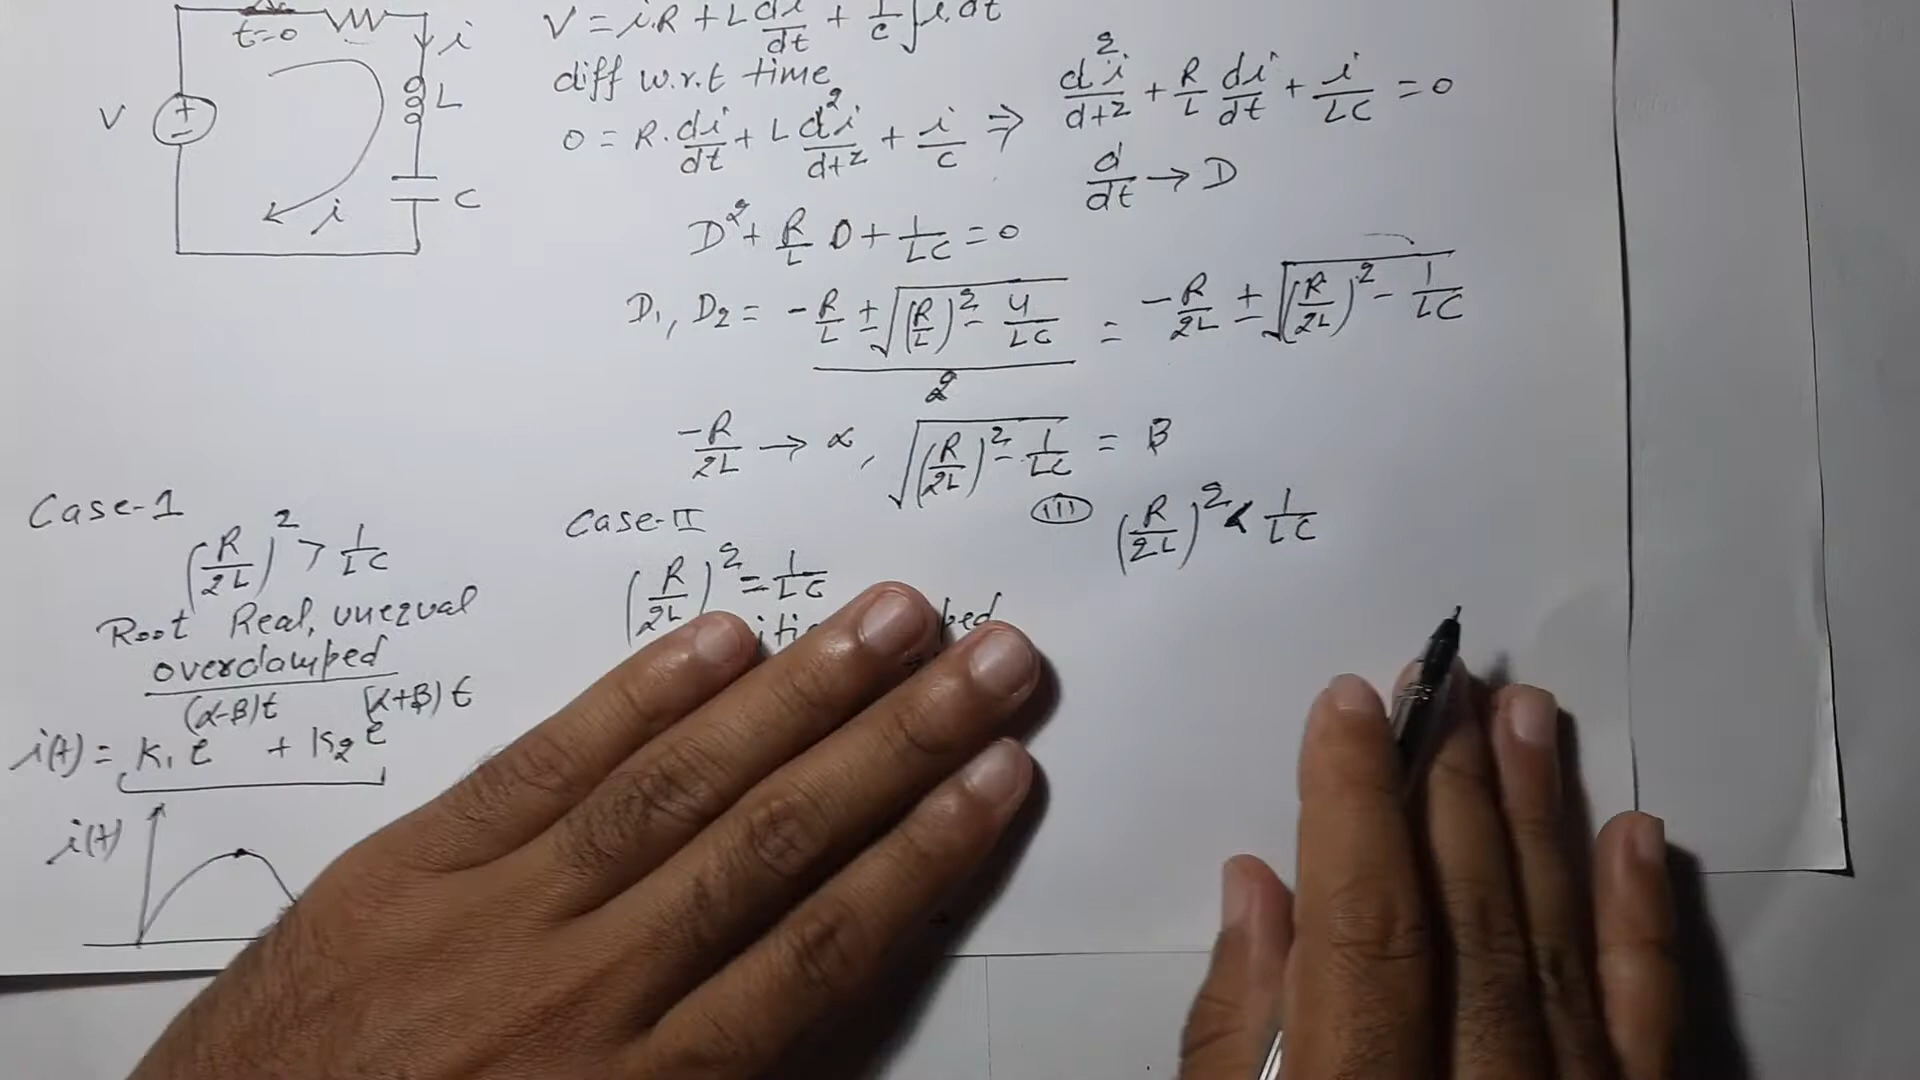 t=0
i
V
L
C
i
V = i.R + L di/dt + 1/C ∫i.dt
diff w.r.t time
0 = R. di/dt + L d²i/dt² + i/C ⇒ d²i/dt² + R/L di/dt + i/LC = 0
d/dt → D
D² + R/L D + 1/LC = 0
D₁, D₂ = (-R/L ± √((R/L)² - 4/LC))/2 = -R/2L ± √((R/2L)² - 1/LC)
-R/2L → α, √((R/2L)² - 1/LC) = β
Case-I
(R/2L)² > 1/LC
Root Real, unequal
overdamped
i(t) = K₁ e^(α-β)t + K₂ e^(α+β)t
i(t)
Case-II
(R/2L)² = 1/LC
(iii) (R/2L)² < 1/LC